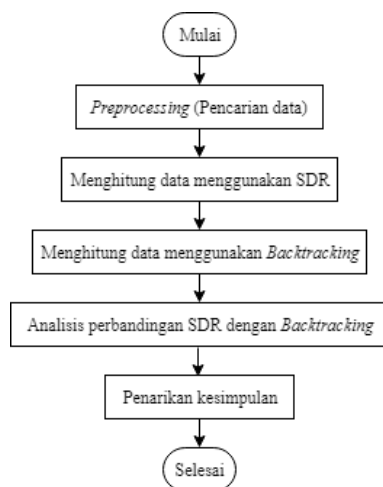 Mulai
Preprocessing (Pencarian data)
Menghitung data menggunakan SDR
Menghitung data menggunakan Backtracking
Analisis perbandingan SDR dengan Backtracking
Penarikan kesimpulan
Selesai